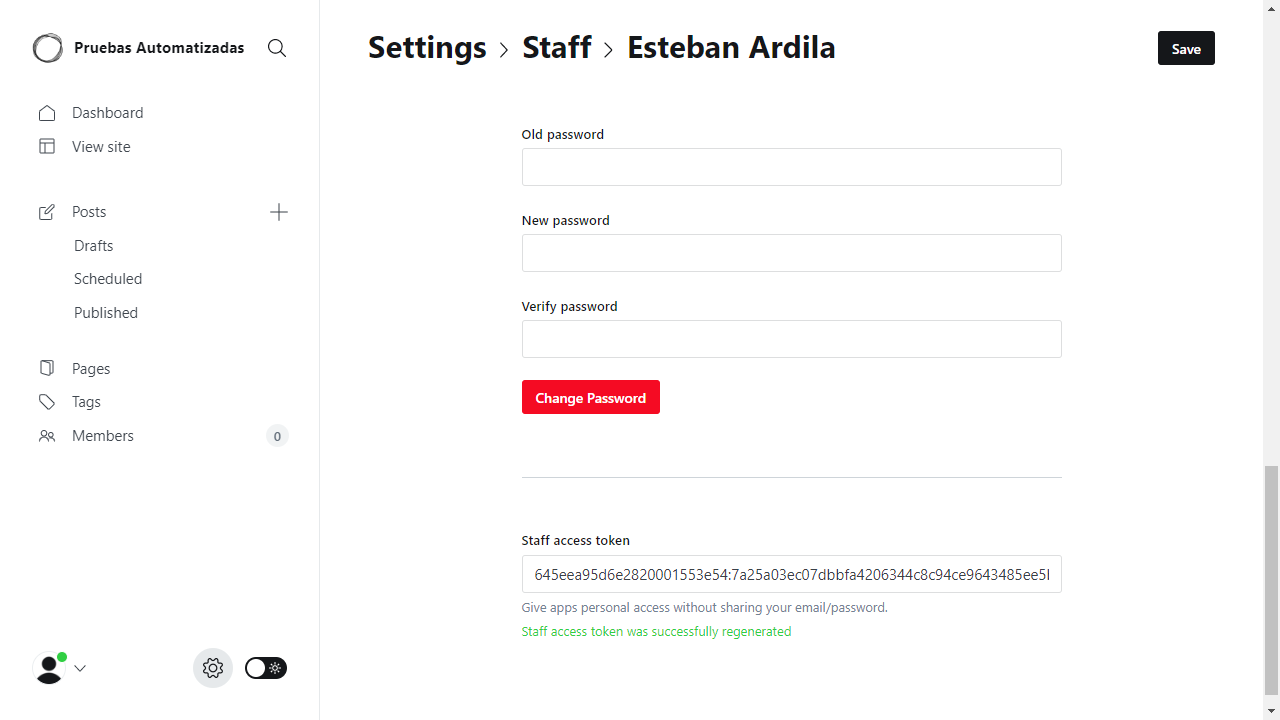 Pruebas Automatizadas
Dashboard
View site
Posts
Drafts
Scheduled
Published
Pages
Tags
Members
0
Settings
Staff
Esteban Ardila
Save
Old password
New password
Verify password
Change Password
Staff access token
645eea95d6e2820001553e54:7a25a03ec07dbbfa4206344c8c94ce9643485ee5
Give apps personal access without sharing your email/password.
Staff access token was successfully regenerated